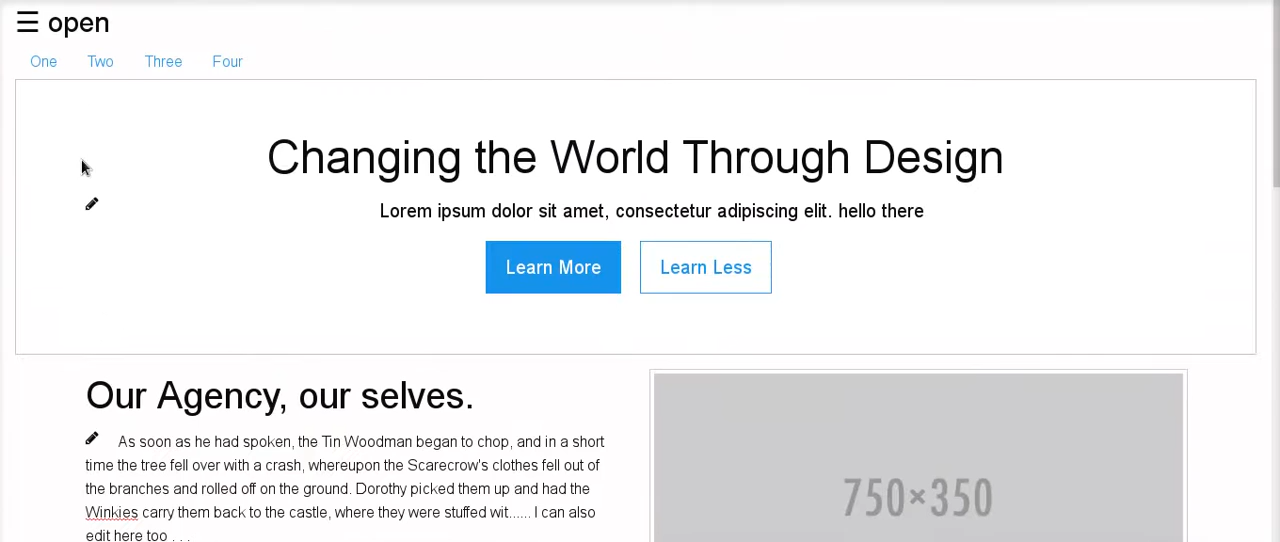 ☰ open
One Two Three Four
Changing the World Through Design
Lorem ipsum dolor sit amet, consectetur adipiscing elit. hello there
Learn More Learn Less
Our Agency, our selves.
As soon as he had spoken, the Tin Woodman began to chop, and in a short
time the tree fell over with a crash, whereupon the Scarecrow's clothes fell out of
the branches and rolled off on the ground. Dorothy picked them up and had the
Winkies carry them back to the castle, where they were stuffed wit...... I can also
edit here too . . .
750×350